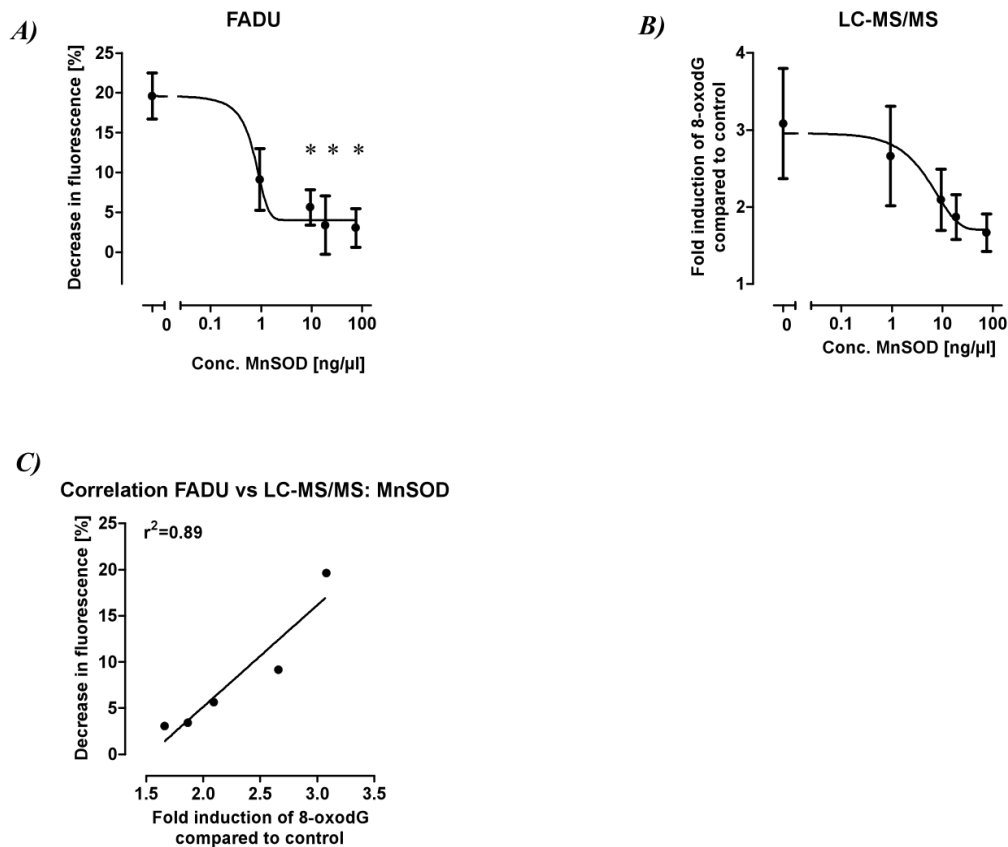 A)
FADU
Decrease in fluorescence [%]
25
20
15
10
5
0
* * *
0 0.1 1 10 100
Conc. MnSOD [ng/µl]
B)
LC-MS/MS
Fold induction of 8-oxodG
compared to control
4
3
2
1
0 0.1 1 10 100
Conc. MnSOD [ng/µl]
C)
Correlation FADU vs LC-MS/MS: MnSOD
Decrease in fluorescence [%]
25
20
15
10
5
0
r²=0.89
1.5 2.0 2.5 3.0 3.5
Fold induction of 8-oxodG
compared to control